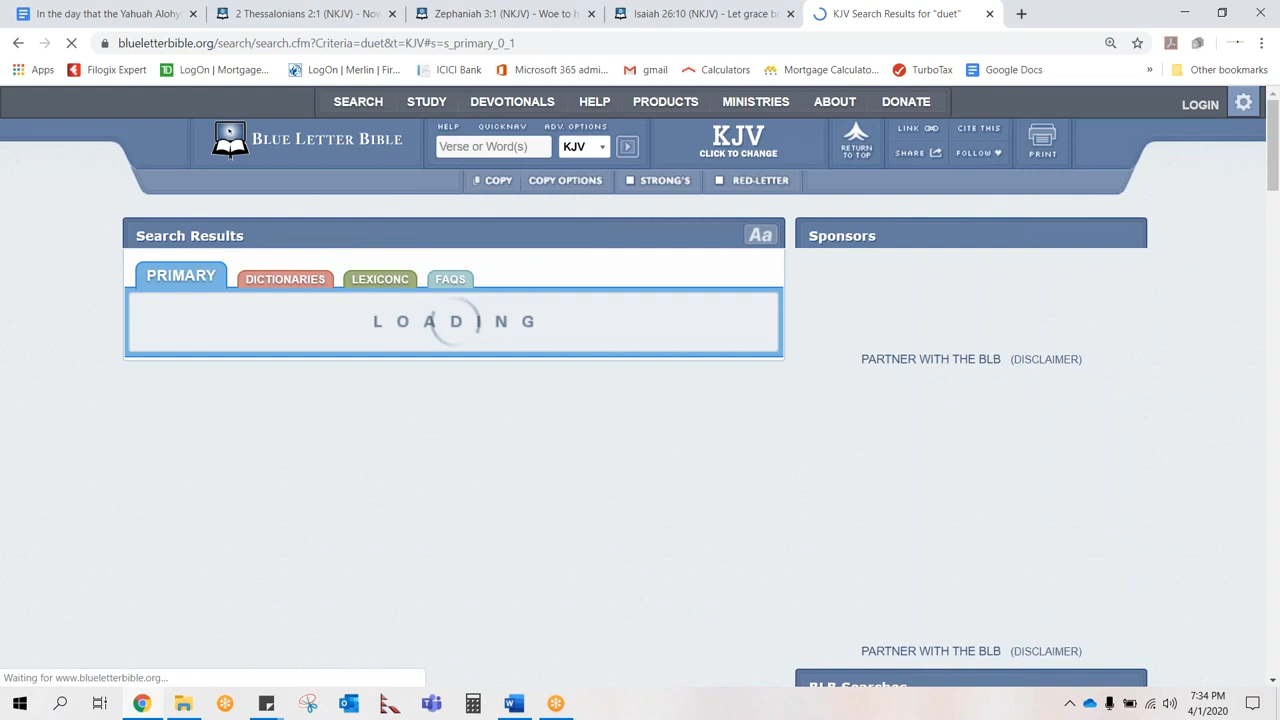 In the day that the Yahuah Alohy
2 Thessalonians 2:1 (NKJV) - Nov
Zephaniah 3:1 (NKJV) - Woe to h
Isaiah 26:10 (NKJV) - Let grace b
KJV Search Results for "duet"
blueletterbible.org/search/search.cfm?Criteria=duet&t=KJV#s=s_primary_0_1
Apps
Filogix Expert
LogOn | Mortgage...
LogOn | Merlin | Fir...
ICICI Bank
Microsoft 365 admi...
gmail
Calculators
Mortgage Calculato...
TurboTax
Google Docs
»
Other bookmarks
SEARCH
STUDY
DEVOTIONALS
HELP
PRODUCTS
MINISTRIES
ABOUT
DONATE
LOGIN
BLUE LETTER BIBLE
HELP
QUICKNAV
ADV. OPTIONS
Verse or Word(s)
KJV
KJV
CLICK TO CHANGE
RETURN
TO TOP
LINK
CITE THIS
SHARE
FOLLOW
PRINT
COPY
COPY OPTIONS
STRONG'S
RED-LETTER
Search Results
Aa
Sponsors
PRIMARY
DICTIONARIES
LEXICONC
FAQS
LOADING
PARTNER WITH THE BLB (DISCLAIMER)
PARTNER WITH THE BLB (DISCLAIMER)
BLB Searches
Waiting for www.blueletterbible.org...
7:34 PM
4/1/2020